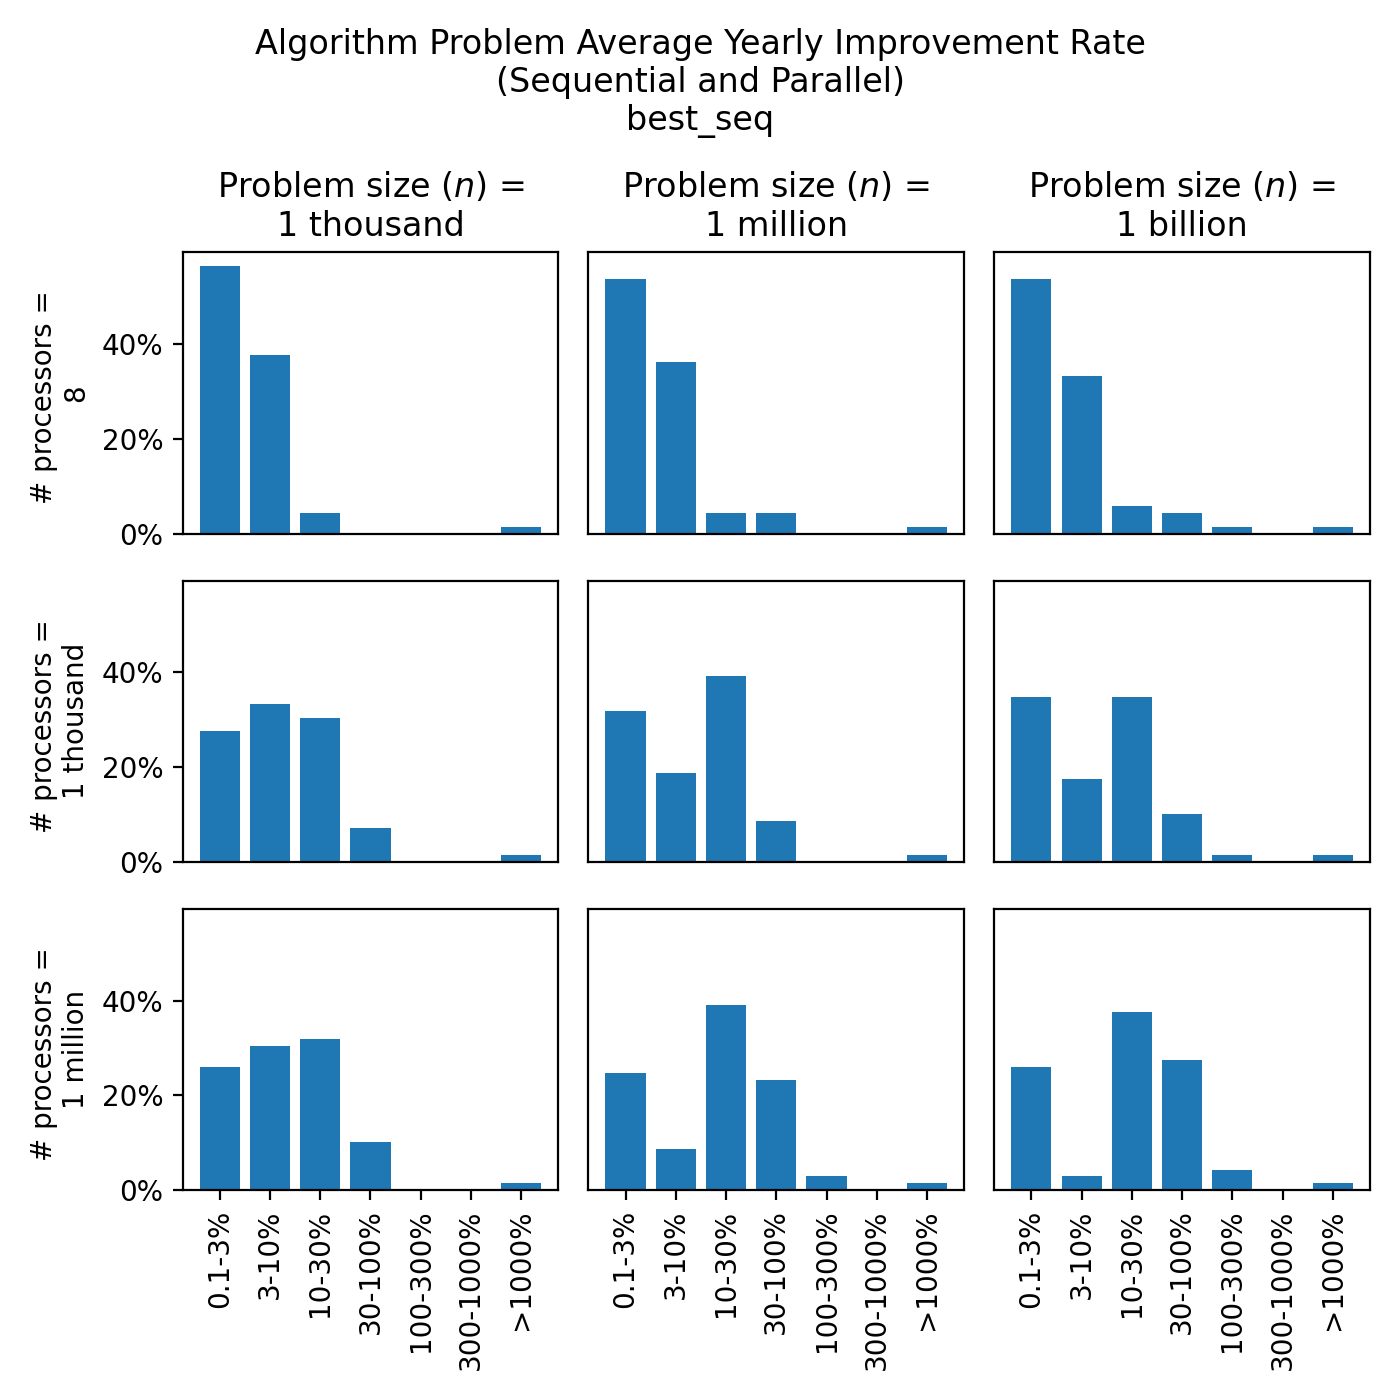 Algorithm Problem Average Yearly Improvement Rate
(Sequential and Parallel)
best_seq
Problem size (n) =
1 thousand
Problem size (n) =
1 million
Problem size (n) =
1 billion
# processors =
8
40%
20%
0%
# processors =
1 thousand
40%
20%
0%
# processors =
1 million
40%
20%
0%
0.1-3%
3-10%
10-30%
30-100%
100-300%
300-1000%
>1000%
0.1-3%
3-10%
10-30%
30-100%
100-300%
300-1000%
>1000%
0.1-3%
3-10%
10-30%
30-100%
100-300%
300-1000%
>1000%